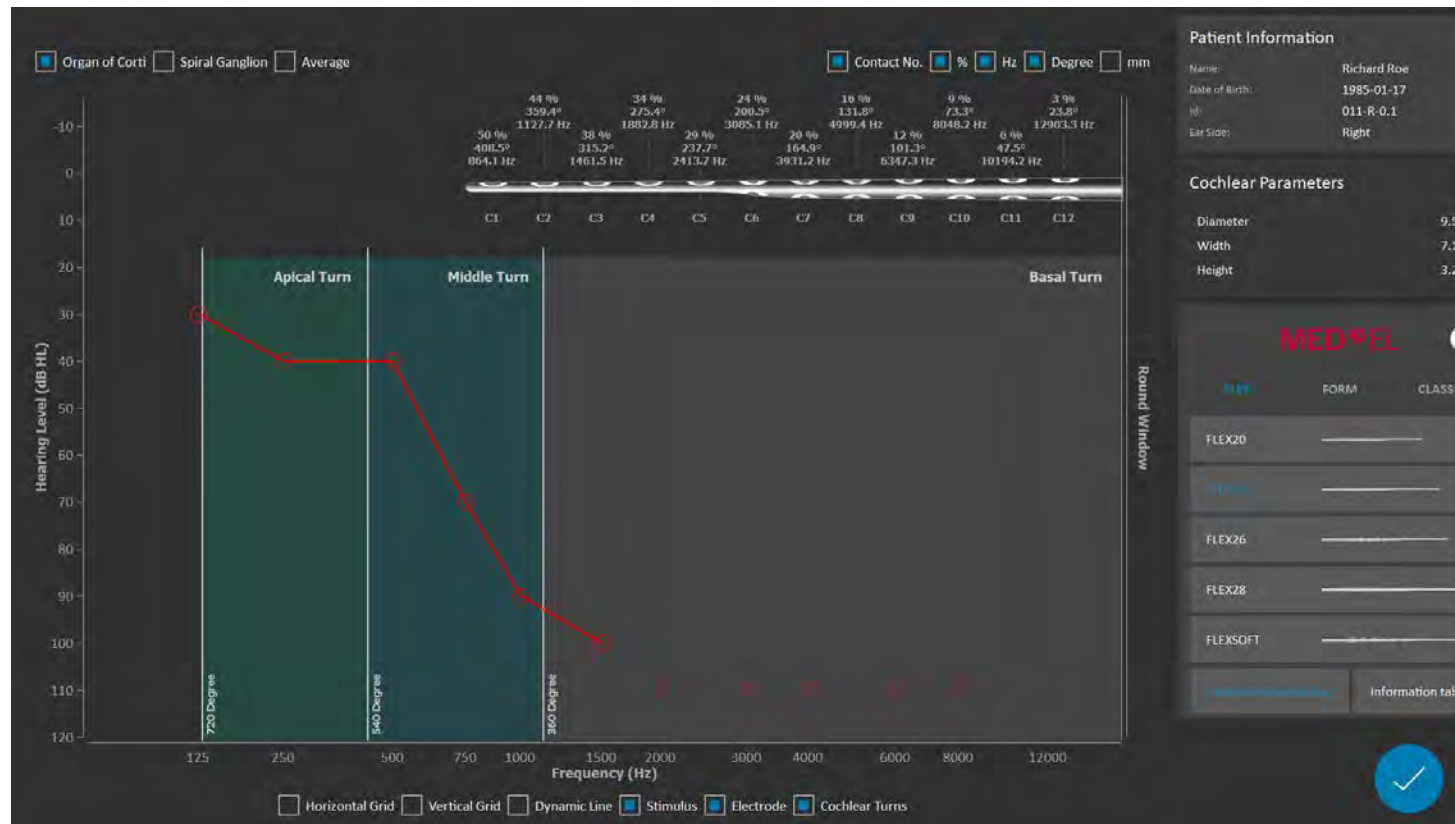 Organ of Corti Spiral Ganglion Average
Contact No. % Hz Degree mm
44 % 34 % 24 % 16 % 9 % 3 %
359.4° 275.4° 200.5° 131.8° 73.3° 23.8°
1127.7 Hz 1882.8 Hz 3085.1 Hz 4999.4 Hz 8048.2 Hz 12903.3 Hz
50 % 38 % 29 % 20 % 12 % 6 %
408.5° 315.2° 237.7° 164.9° 101.3° 47.5°
864.1 Hz 1461.5 Hz 2413.7 Hz 3931.2 Hz 6347.3 Hz 10194.2 Hz
C1 C2 C3 C4 C5 C6 C7 C8 C9 C10 C11 C12
-10
0
10
20
30
40
50
60
70
80
90
100
110
120
Hearing Level (dB HL)
Apical Turn Middle Turn Basal Turn
720 Degree
540 Degree
360 Degree
Round Window
125 250 500 750 1000 1500 2000 3000 4000 6000 8000 12000
Frequency (Hz)
Horizontal Grid Vertical Grid Dynamic Line Stimulus Electrode Cochlear Turns
Patient Information
Name: Richard Roe
Date of Birth: 1985-01-17
Id: 011-R-0.1
Ear Side: Right
Cochlear Parameters
Diameter 9.5
Width
Height 3.2
MED-EL
FLEX FORM CLASS
FLEX20
FLEX26
FLEX28
FLEXSOFT
Information tab